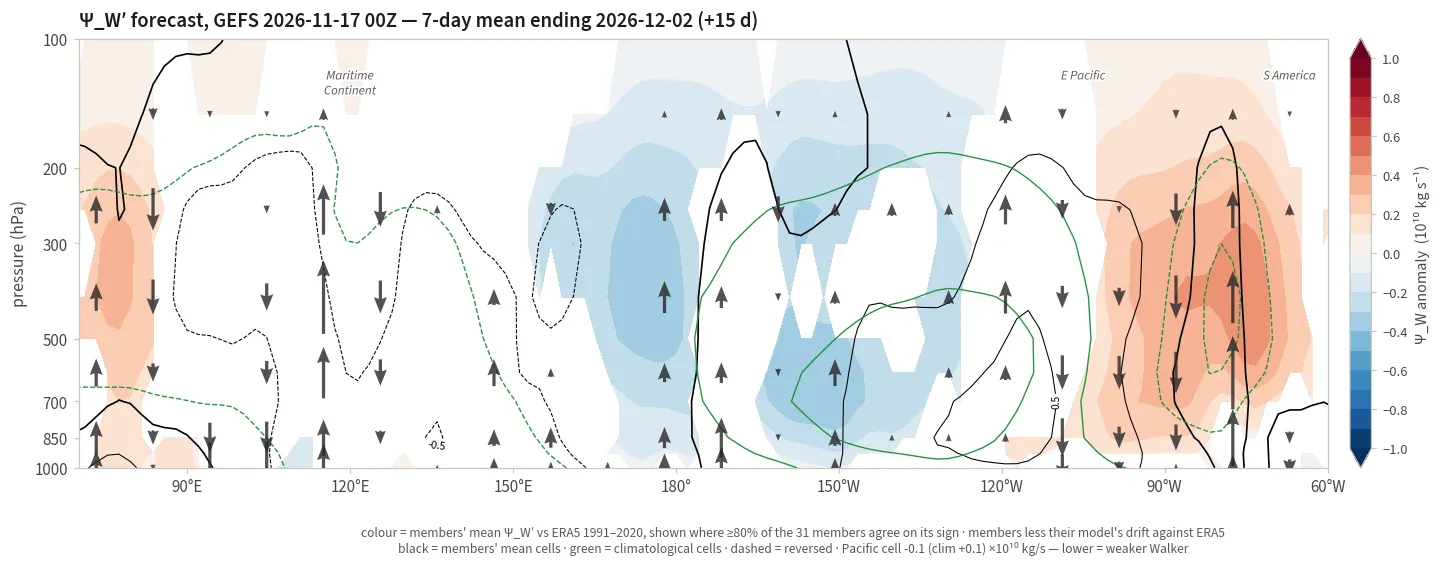 Ψ_W′ forecast, GEFS 2026-11-17 00Z — 7-day mean ending 2026-12-02 (+15 d)
100
200
300
500
700
850
1000
pressure (hPa)
Maritime
Continent
E Pacific
S America
0.5
-0.5
90°E
120°E
150°E
180°
150°W
120°W
90°W
60°W
1.0
0.8
0.6
0.4
0.2
0.0
−0.2
−0.4
−0.6
−0.8
−1.0
Ψ_W anomaly (10¹⁰ kg s⁻¹)
colour = members' mean Ψ_W′ vs ERA5 1991–2020, shown where ≥80% of the 31 members agree on its sign · members less their model's drift against ERA5
black = members' mean cells · green = climatological cells · dashed = reversed · Pacific cell -0.1 (clim +0.1) ×10¹⁰ kg/s — lower = weaker Walker